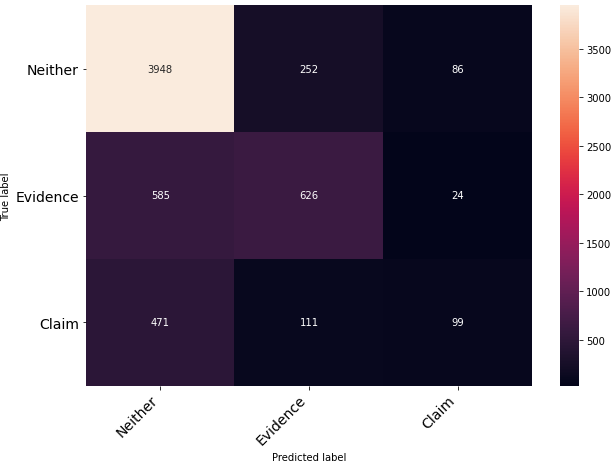 Neither 3948 252 86
Evidence 585 626 24
Claim 471 111 99
True label
Neither Evidence Claim
Predicted label
3500
3000
2500
2000
1500
1000
500